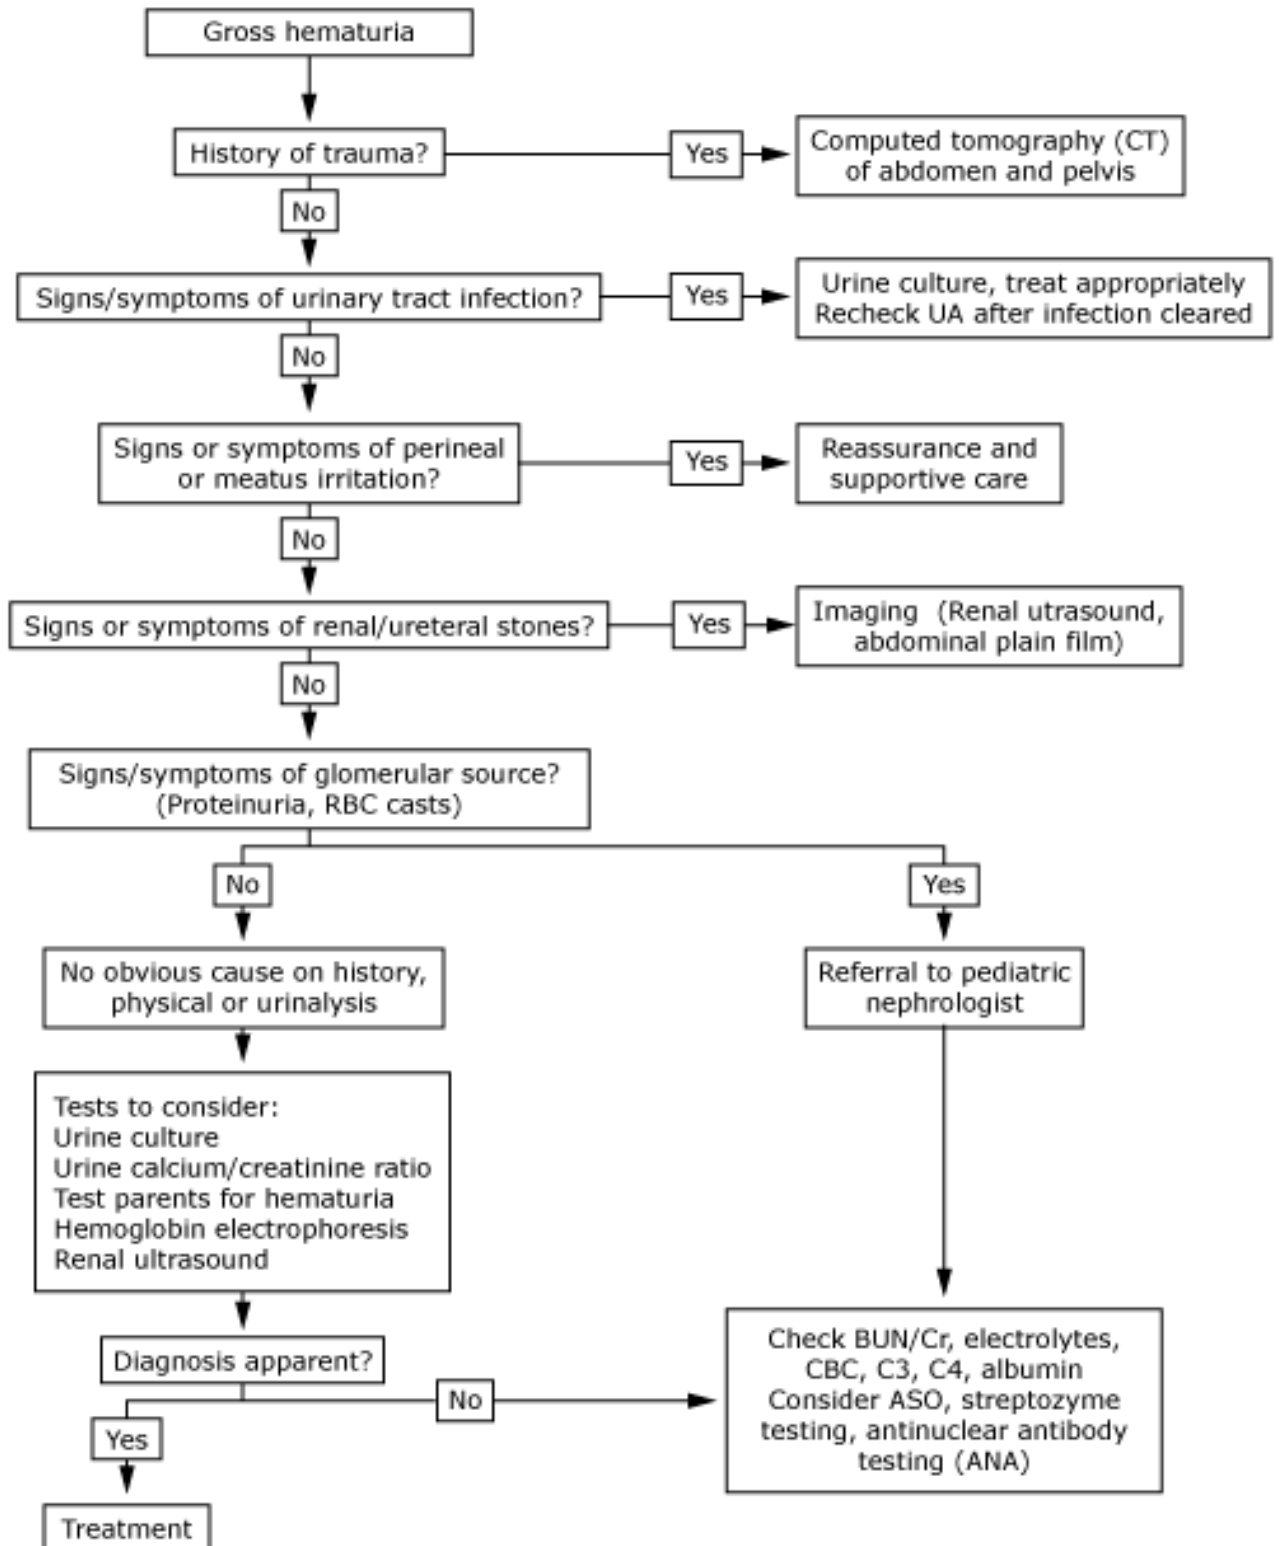 Gross hematuria
History of trauma?
Yes
Computed tomography (CT)
of abdomen and pelvis
No
Signs/symptoms of urinary tract infection?
Yes
Urine culture, treat appropriately
Recheck UA after infection cleared
No
Signs or symptoms of perineal
or meatus irritation?
Yes
Reassurance and
supportive care
No
Signs or symptoms of renal/ureteral stones?
Yes
Imaging (Renal utrasound,
abdominal plain film)
No
Signs/symptoms of glomerular source?
(Proteinuria, RBC casts)
No
Yes
No obvious cause on history,
physical or urinalysis
Referral to pediatric
nephrologist
Tests to consider:
Urine culture
Urine calcium/creatinine ratio
Test parents for hematuria
Hemoglobin electrophoresis
Renal ultrasound
Diagnosis apparent?
No
Check BUN/Cr, electrolytes,
CBC, C3, C4, albumin
Consider ASO, streptozyme
testing, antinuclear antibody
testing (ANA)
Yes
Treatment